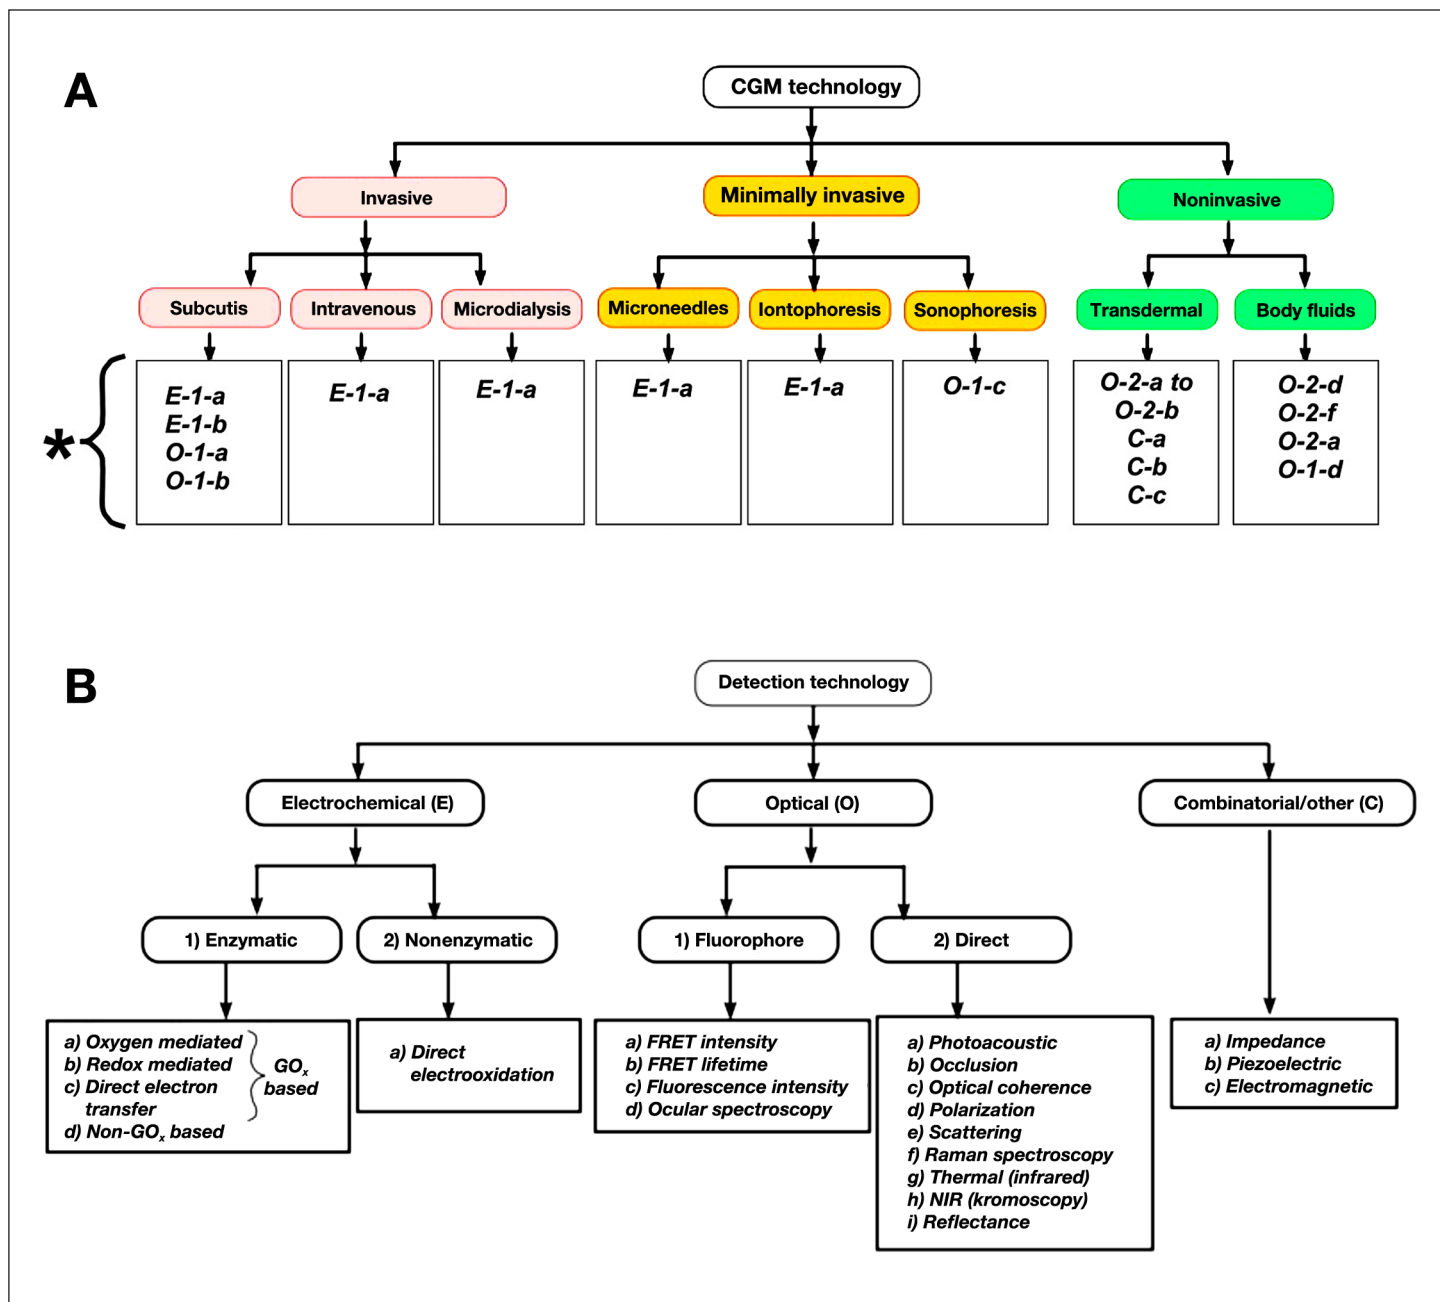 A
CGM technology
Invasive
Minimally invasive
Noninvasive
Subcutis
Intravenous
Microdialysis
Microneedles
Iontophoresis
Sonophoresis
Transdermal
Body fluids
*
E-1-a
E-1-b
O-1-a
O-1-b
E-1-a
E-1-a
E-1-a
E-1-a
O-1-c
O-2-a to
O-2-b
C-a
C-b
C-c
O-2-d
O-2-f
O-2-a
O-1-d
B
Detection technology
Electrochemical (E)
Optical (O)
Combinatorial/other (C)
1) Enzymatic
2) Nonenzymatic
1) Fluorophore
2) Direct
a) Oxygen mediated
b) Redox mediated
c) Direct electron
transfer
d) Non-GOx based
GOx
based
a) Direct
electrooxidation
a) FRET intensity
b) FRET lifetime
c) Fluorescence intensity
d) Ocular spectroscopy
a) Photoacoustic
b) Occlusion
c) Optical coherence
d) Polarization
e) Scattering
f) Raman spectroscopy
g) Thermal (infrared)
h) NIR (kromoscopy)
i) Reflectance
a) Impedance
b) Piezoelectric
c) Electromagnetic